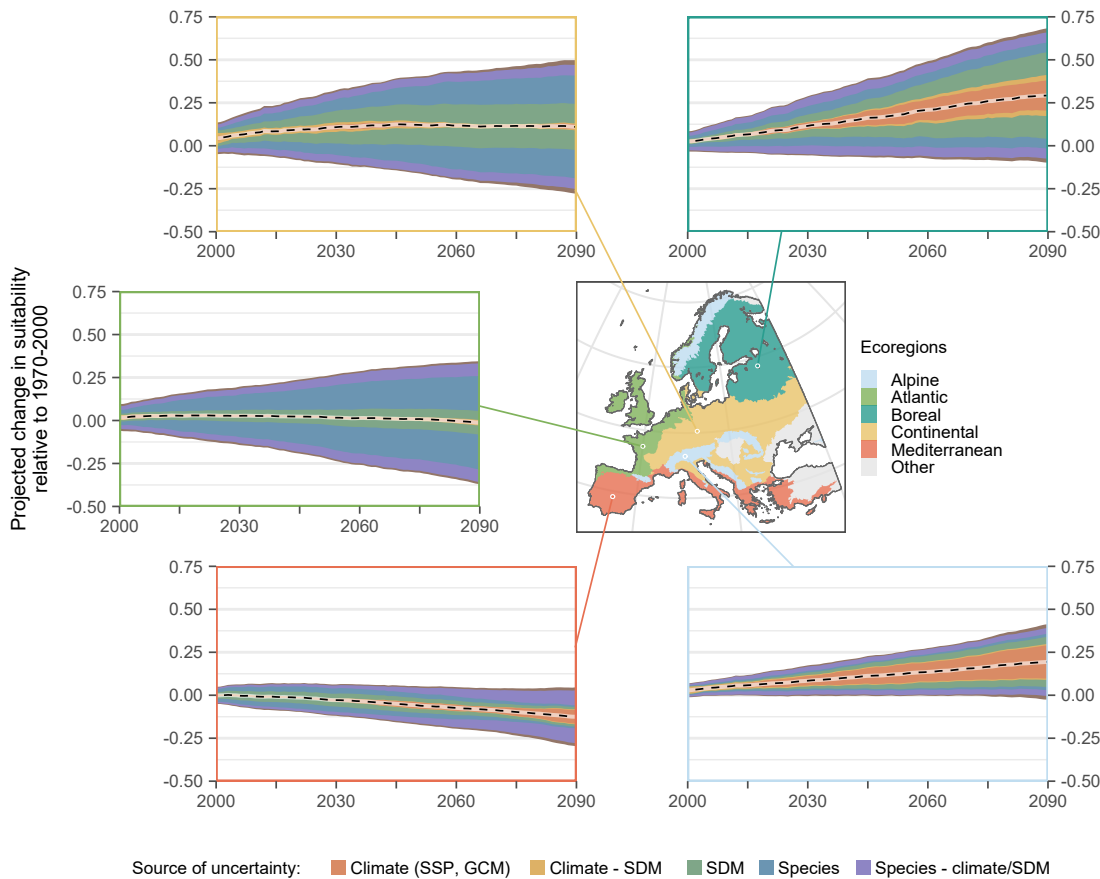 0.75
0.50
0.25
0.00
-0.25
-0.50
2000 2030 2060 2090
0.75
0.50
0.25
0.00
-0.25
-0.50
2000 2030 2060 2090
Projected change in suitability
relative to 1970-2000
0.75
0.50
0.25
0.00
-0.25
-0.50
2000 2030 2060 2090
Ecoregions
Alpine
Atlantic
Boreal
Continental
Mediterranean
Other
0.75
0.50
0.25
0.00
-0.25
-0.50
2000 2030 2060 2090
0.75
0.50
0.25
0.00
-0.25
-0.50
2000 2030 2060 2090
Source of uncertainty: Climate (SSP, GCM) Climate - SDM SDM Species Species - climate/SDM